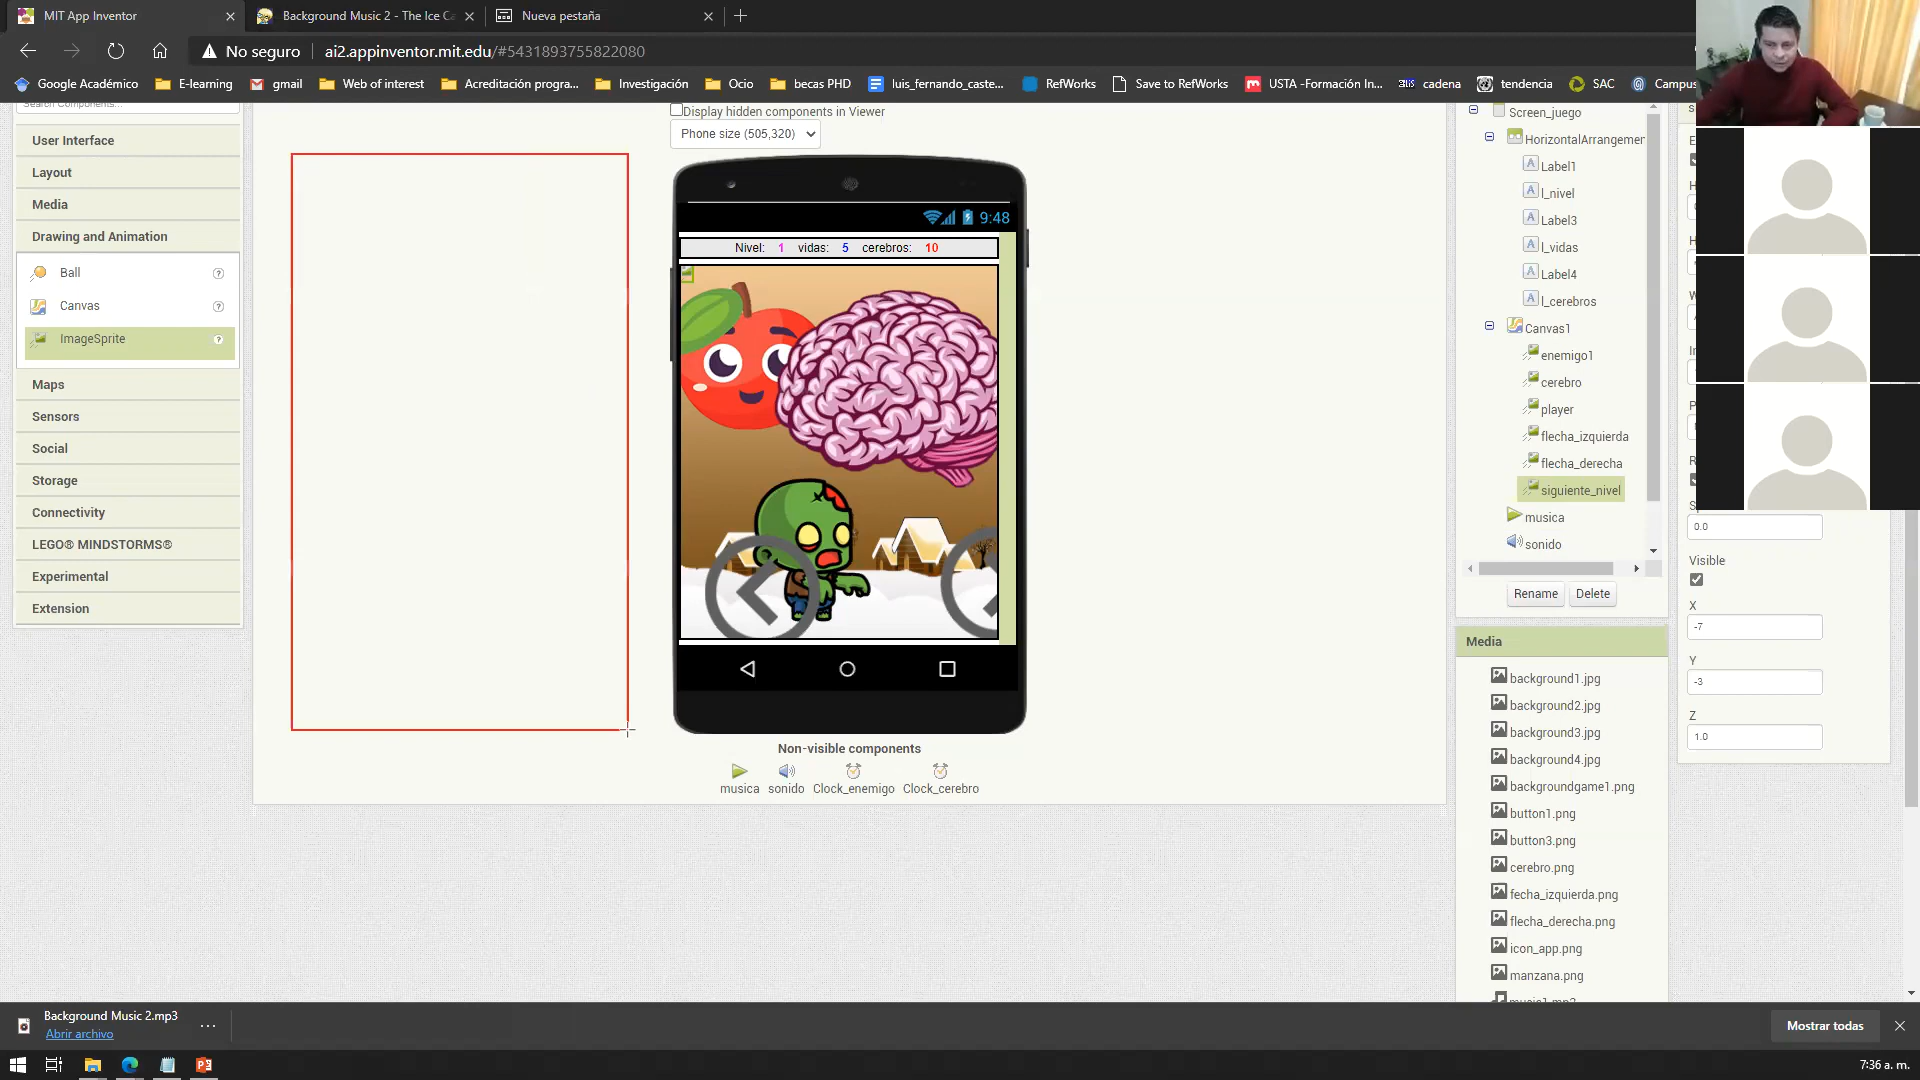 MIT App Inventor
Background Music 2 - The Ice Ca
Nueva pestaña
No seguro
ai2.appinventor.mit.edu/#5431893755822080
Google Académico
E-learning
gmail
Web of interest
Acreditación progra...
Investigación
Ocio
becas PHD
luis_fernando_caste...
RefWorks
Save to RefWorks
USTA -Formación In...
cadena
tendencia
SAC
Campus
Search Components...
User Interface
Layout
Media
Drawing and Animation
Ball
Canvas
ImageSprite
Maps
Sensors
Social
Storage
Connectivity
LEGO® MINDSTORMS®
Experimental
Extension
Display hidden components in Viewer
Phone size (505,320)
9:48
Nivel: 1 vidas: 5 cerebros: 10
Non-visible components
musica
sonido
Clock_enemigo
Clock_cerebro
Screen_juego
HorizontalArrangemer
Label1
l_nivel
Label3
l_vidas
Label4
l_cerebros
Canvas1
enemigo1
cerebro
player
flecha_izquierda
flecha_derecha
siguiente_nivel
musica
sonido
Rename
Delete
Media
background1.jpg
background2.jpg
background3.jpg
background4.jpg
backgroundgame1.png
button1.png
button3.png
cerebro.png
fecha_izquierda.png
flecha_derecha.png
icon_app.png
manzana.png
0.0
Visible
X
-7
Y
-3
Z
1.0
Background Music 2.mp3
Abrir archivo
Mostrar todas
7:36 a. m.